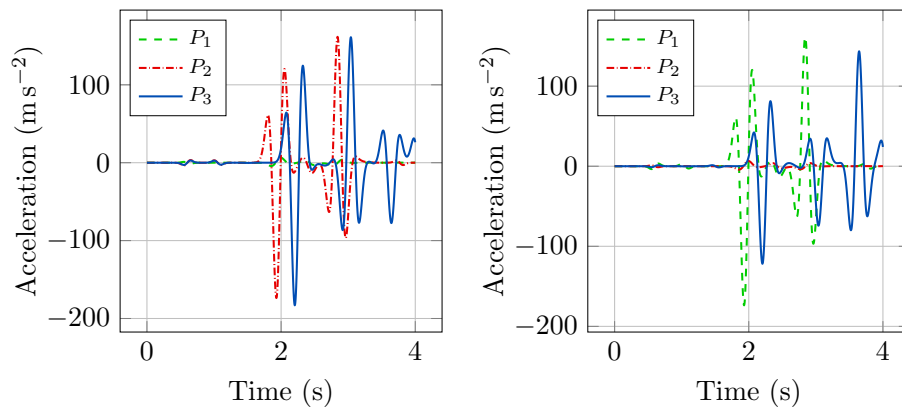 P1
P2
P3
100
0
−100
−200
Acceleration (m s−2)
0 2 4
Time (s)
P1
P2
P3
100
0
−100
−200
Acceleration (m s−2)
0 2 4
Time (s)